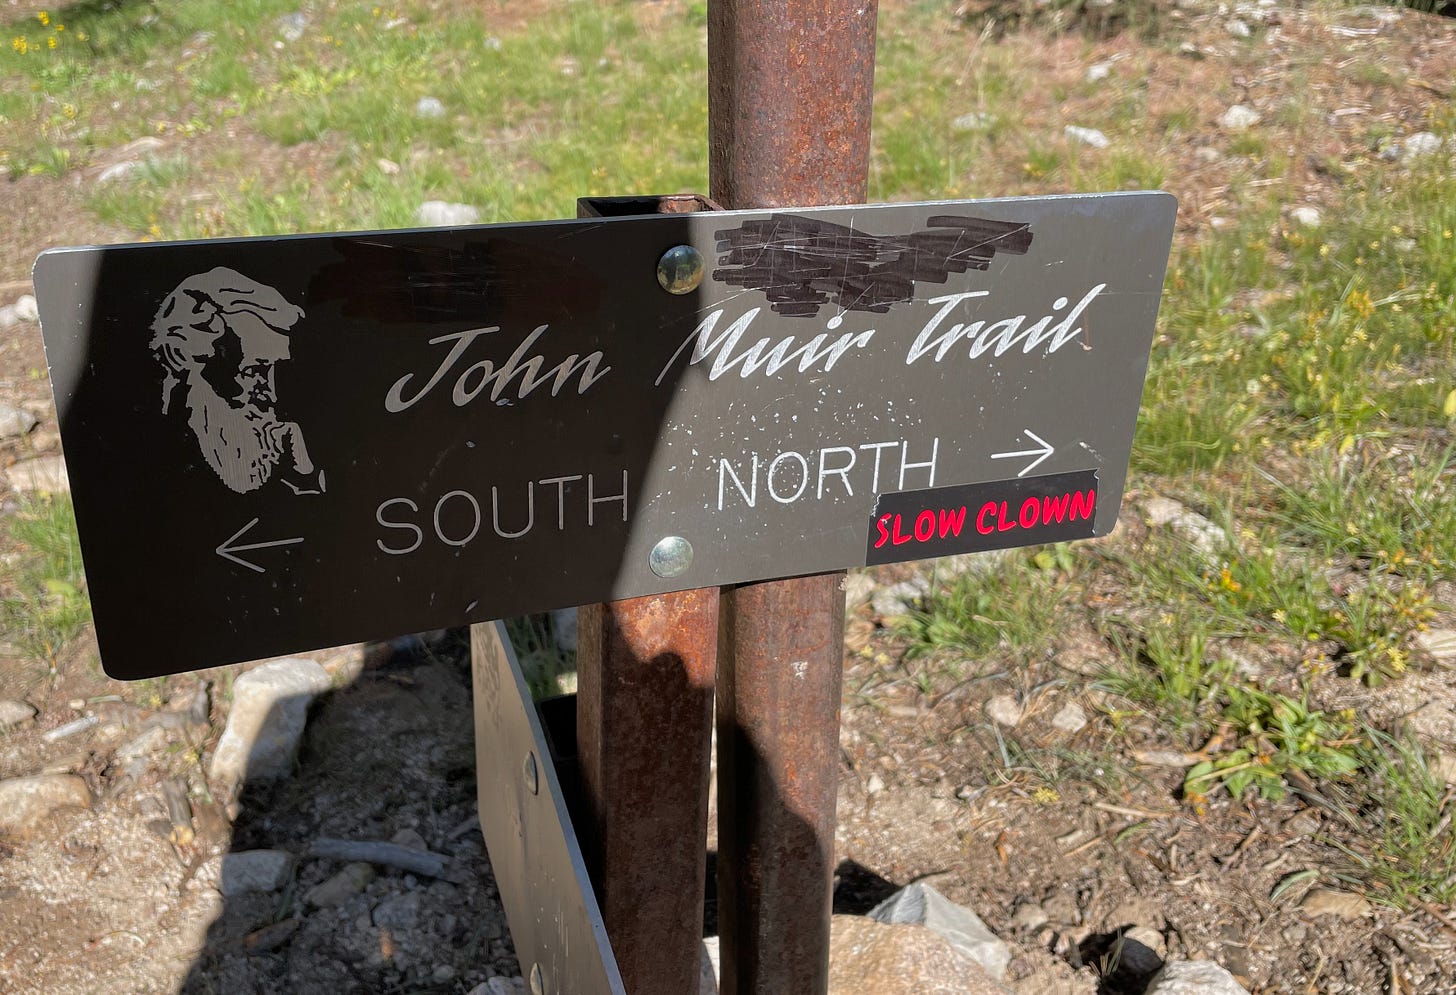 John Muir Trail
← SOUTH NORTH →
SLOW CLOWN